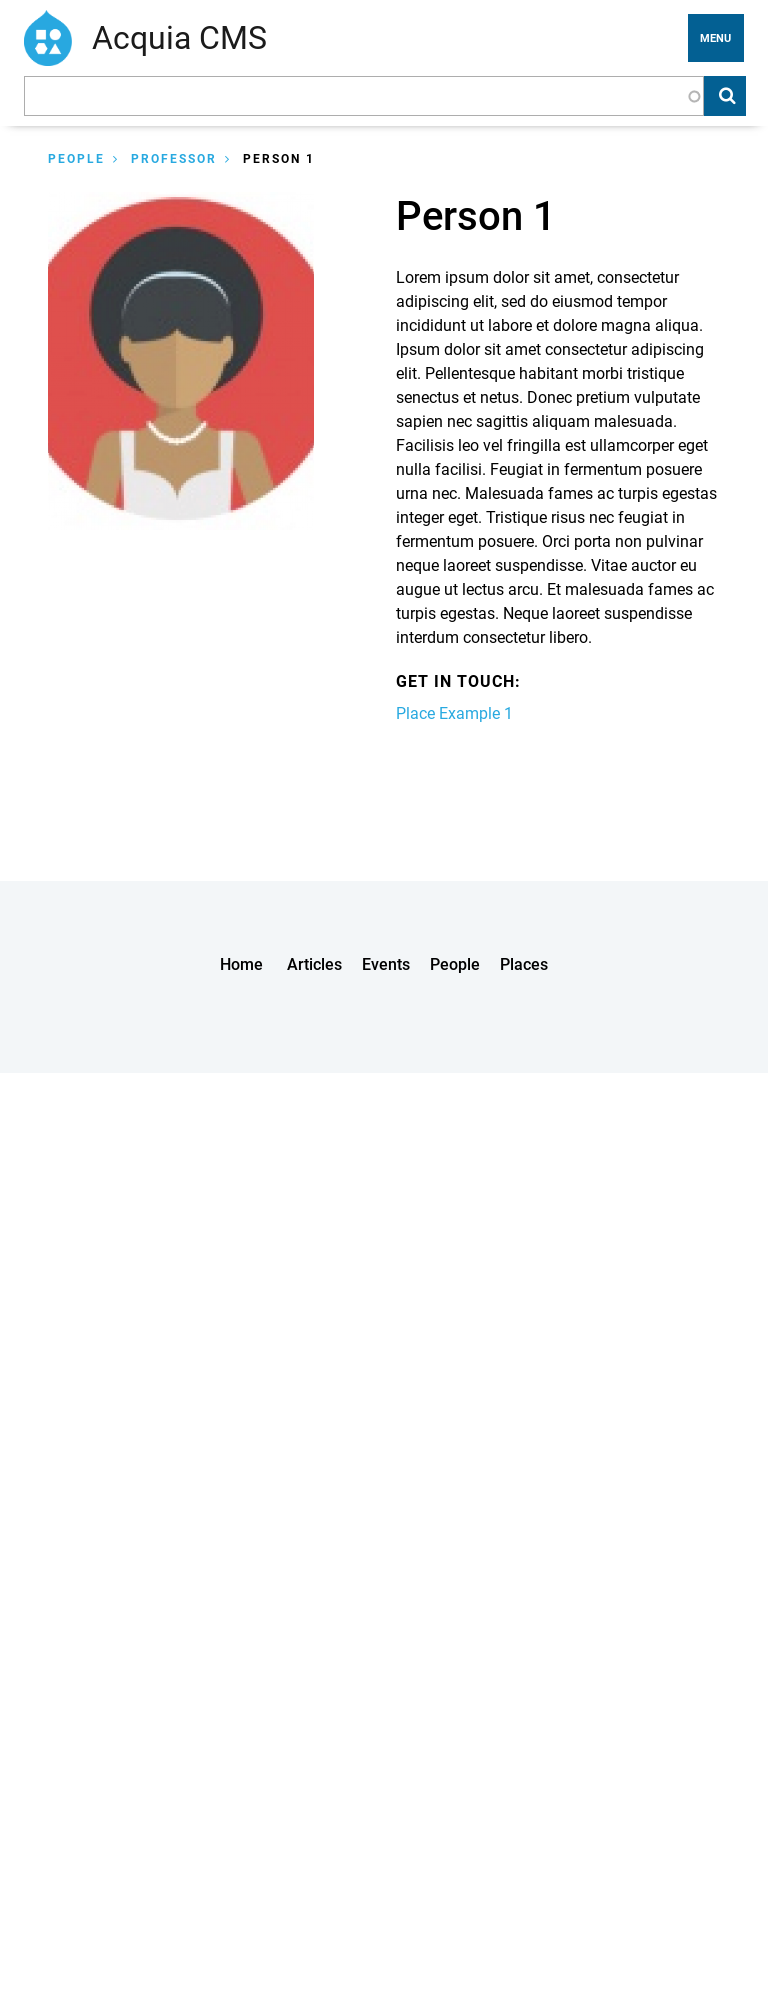 Acquia CMS
MENU
PEOPLE > PROFESSOR > PERSON 1
Person 1
Lorem ipsum dolor sit amet, consectetur
adipiscing elit, sed do eiusmod tempor
incididunt ut labore et dolore magna aliqua.
Ipsum dolor sit amet consectetur adipiscing
elit. Pellentesque habitant morbi tristique
senectus et netus. Donec pretium vulputate
sapien nec sagittis aliquam malesuada.
Facilisis leo vel fringilla est ullamcorper eget
nulla facilisi. Feugiat in fermentum posuere
urna nec. Malesuada fames ac turpis egestas
integer eget. Tristique risus nec feugiat in
fermentum posuere. Orci porta non pulvinar
neque laoreet suspendisse. Vitae auctor eu
augue ut lectus arcu. Et malesuada fames ac
turpis egestas. Neque laoreet suspendisse
interdum consectetur libero.
GET IN TOUCH:
Place Example 1
Home Articles Events People Places